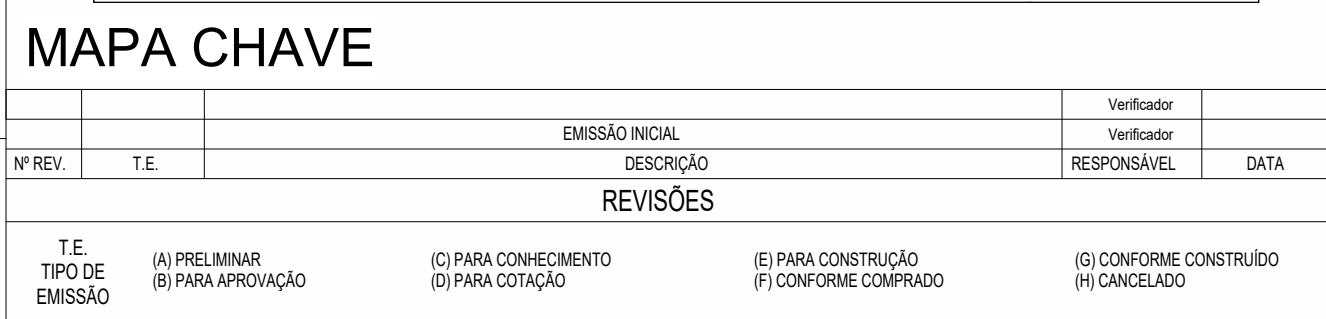 MAPA CHAVE
Verificador
EMISSÃO INICIAL Verificador
Nº REV. T.E. DESCRIÇÃO RESPONSÁVEL DATA
REVISÕES
T.E.
TIPO DE
EMISSÃO
(A) PRELIMINAR (C) PARA CONHECIMENTO (E) PARA CONSTRUÇÃO (G) CONFORME CONSTRUÍDO
(B) PARA APROVAÇÃO (D) PARA COTAÇÃO (F) CONFORME COMPRADO (H) CANCELADO